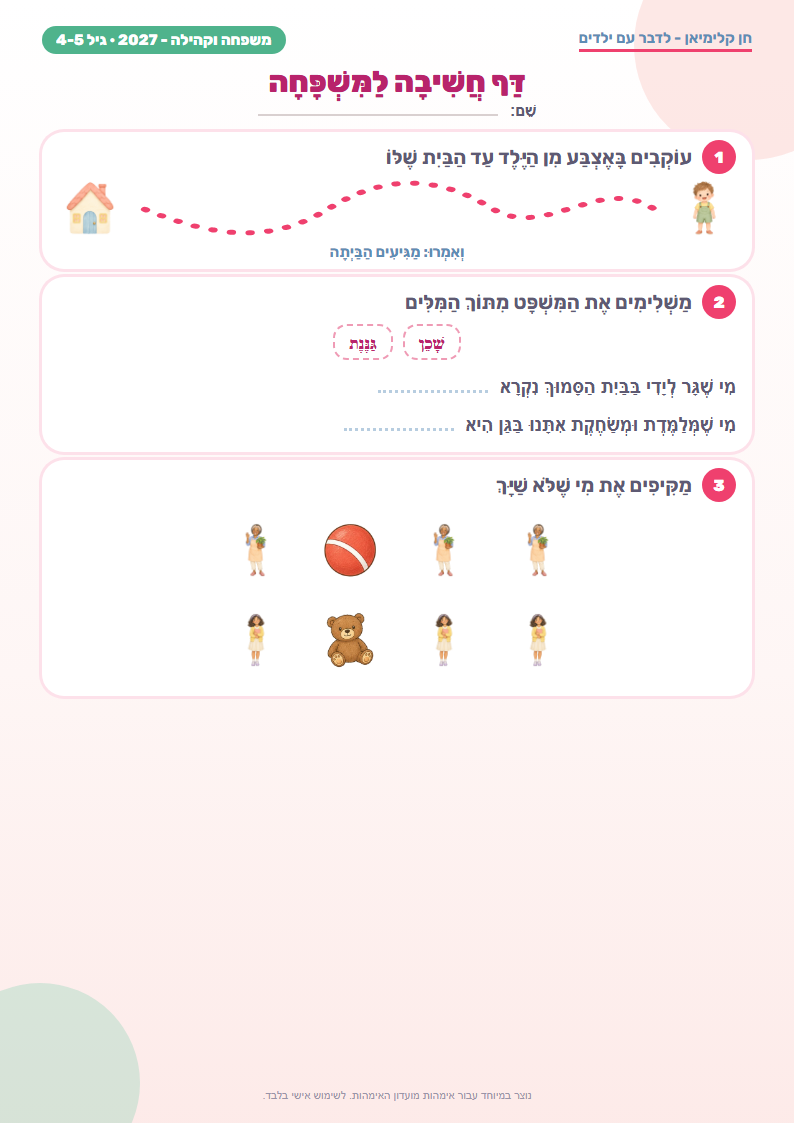 חן קלימיאן - לדבר עם ילדים
משפחה וקהילה - 2027 • גיל 4-5
דַּף חֲשִׁיבָה לַמִּשְׁפָּחָה
שֵׁם:
1 עוֹקְבִים בָּאֶצְבַּע מִן הַיֶּלֶד עַד הַבַּיִת שֶׁלּוֹ
וְאִמְרוּ: מַגִּיעִים הַבַּיְתָה
2 מַשְׁלִימִים אֶת הַמִּשְׁפָּט מִתּוֹךְ הַמִּלִּים
שָׁכֵן גַּנֶּנֶת
מִי שֶׁגָּר לְיָדִי בַּבַּיִת הַסָּמוּךְ נִקְרָא
מִי שֶׁמְּלַמֶּדֶת וּמְשַׂחֶקֶת אִתָּנוּ בַּגַּן הִיא
3 מַקִּיפִים אֶת מִי שֶׁלֹּא שַׁיָּךְ
נוצר במיוחד עבור אימהות מועדון האימהות. לשימוש אישי בלבד.